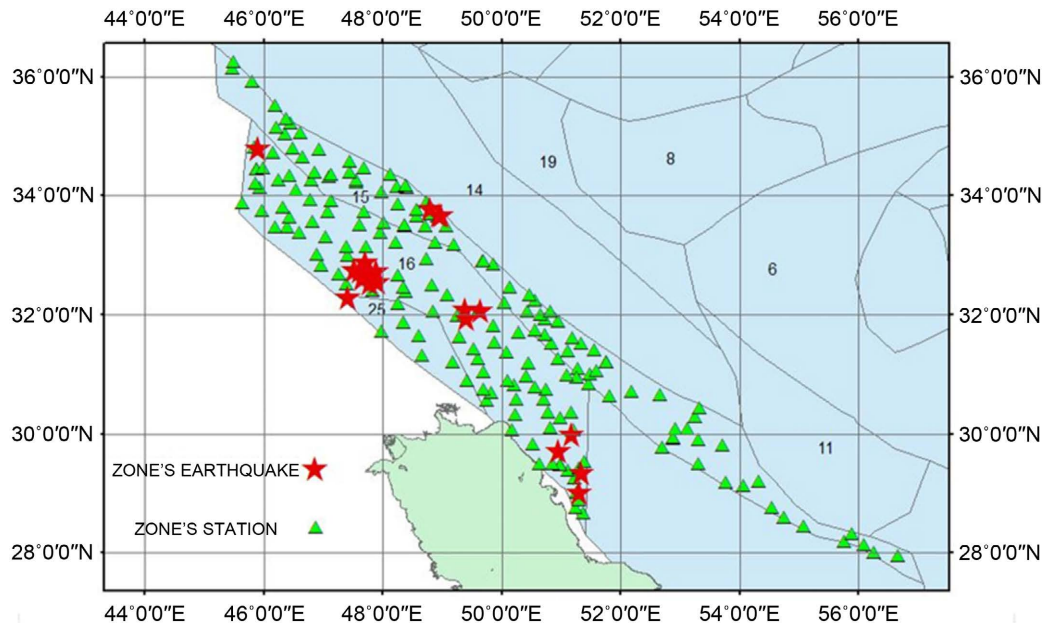 44°0'0"E 46°0'0"E 48°0'0"E 50°0'0"E 52°0'0"E 54°0'0"E 56°0'0"E
36°0'0"N 36°0'0"N
19 8
34°0'0"N 15 14 34°0'0"N
16 6
32°0'0"N 25 32°0'0"N
30°0'0"N 30°0'0"N
11
ZONE'S EARTHQUAKE
ZONE'S STATION
28°0'0"N 28°0'0"N
44°0'0"E 46°0'0"E 48°0'0"E 50°0'0"E 52°0'0"E 54°0'0"E 56°0'0"E